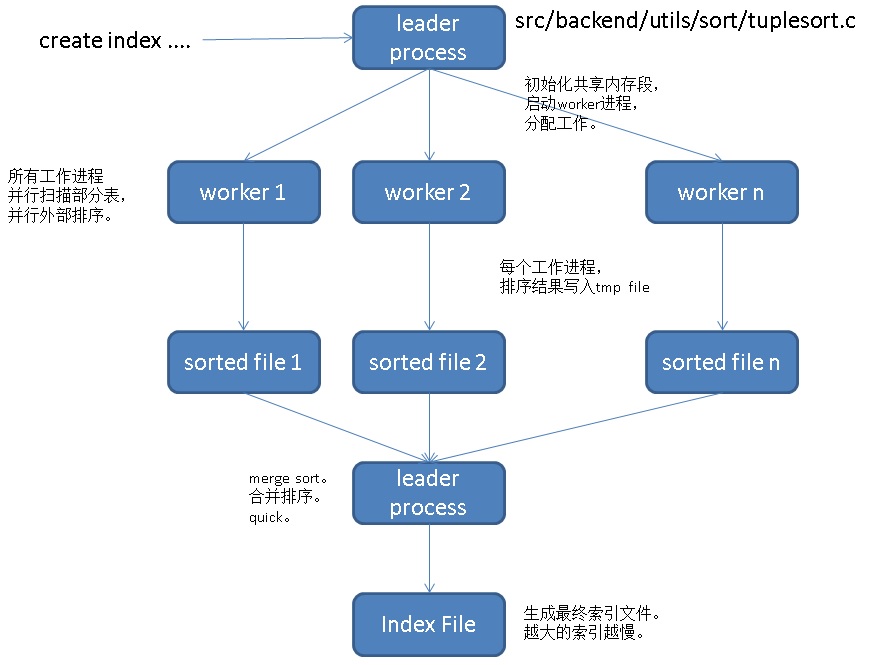 create index ....
leader
process
src/backend/utils/sort/tuplesort.c
初始化共享内存段，
启动worker进程，
分配工作。
所有工作进程
并行扫描部分表，
并行外部排序。
worker 1
worker 2
worker n
每个工作进程，
排序结果写入tmp file
sorted file 1
sorted file 2
sorted file n
merge sort。
合并排序。
quick。
leader
process
Index File
生成最终索引文件。
越大的索引越慢。